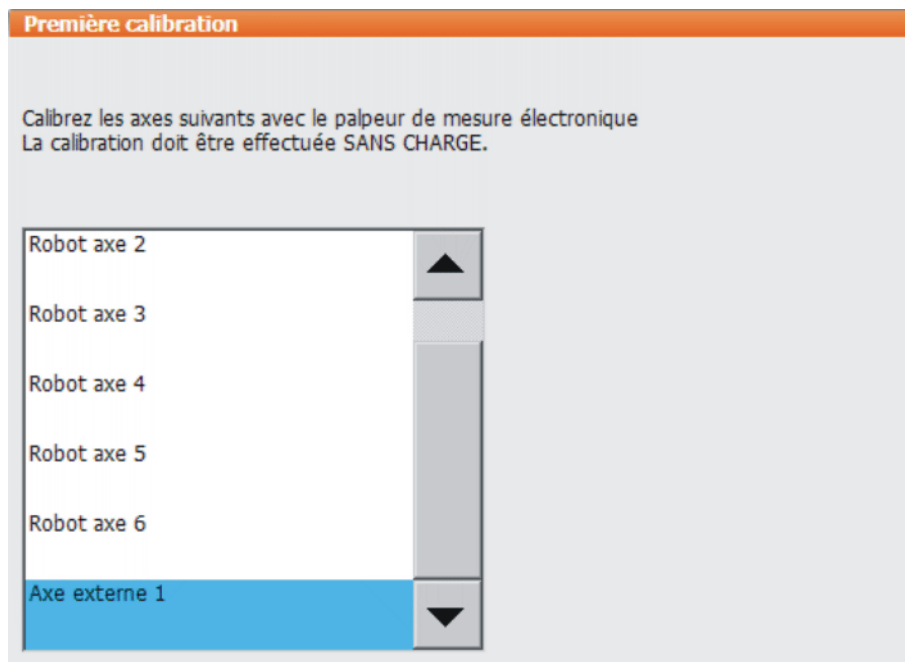 Première calibration
Calibrez les axes suivants avec le palpeur de mesure électronique
La calibration doit être effectuée SANS CHARGE.
Robot axe 2
Robot axe 3
Robot axe 4
Robot axe 5
Robot axe 6
Axe externe 1